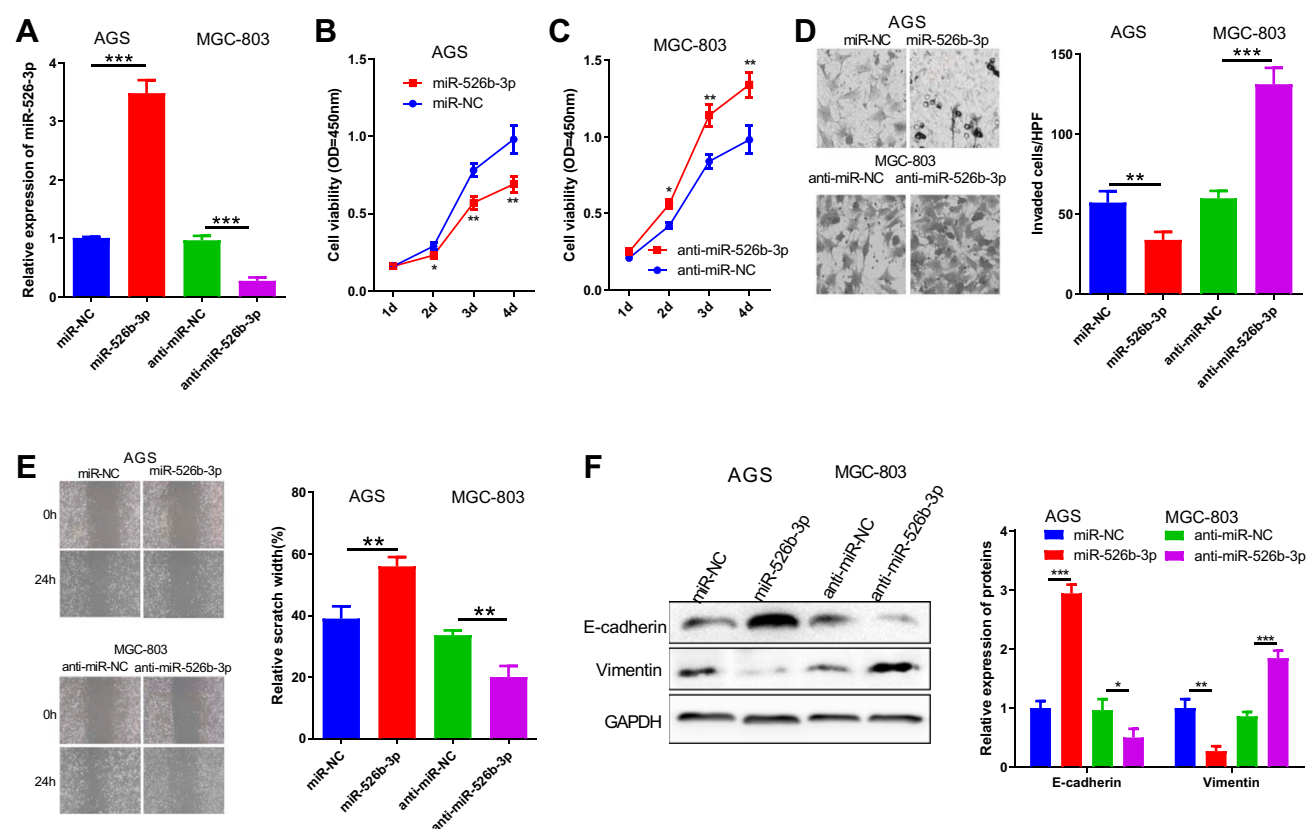 A
AGS
MGC-803
Relative expression of miR-526-3p
4
3
2
1
0
***
***
miR-NC
miR-526b-3p
anti-miR-NC
anti-miR-526b-3p
B
AGS
Cell viability (OD=450nm)
1.5
1.0
0.5
0.0
miR-526b-3p
miR-NC
*
**
**
1d
2d
3d
4d
C
MGC-803
Cell viability (OD=450nm)
1.5
1.0
0.5
0.0
*
**
**
anti-miR-526b-3p
anti-miR-NC
1d
2d
3d
4d
D
AGS
miR-NC
miR-526b-3p
MGC-803
anti-miR-NC
anti-miR-526b-3p
AGS
MGC-803
Invaded cells/HPF
150
100
50
0
**
***
miR-NC
miR-526b-3p
anti-miR-NC
anti-miR-526b-3p
E
AGS
miR-NC
miR-526b-3p
0h
24h
MGC-803
anti-miR-NC
anti-miR-526b-3p
0h
24h
AGS
MGC-803
Relative scratch width(%)
80
60
40
20
0
**
**
miR-NC
miR-526b-3p
anti-miR-NC
anti-miR-526b-3p
F
AGS
MGC-803
miR-NC
miR-526b-3p
anti-miR-NC
anti-miR-526b-3p
E-cadherin
Vimentin
GAPDH
AGS
MGC-803
miR-NC
anti-miR-NC
miR-526b-3p
anti-miR-526b-3p
Relative expression of proteins
4
3
2
1
0
***
*
**
***
E-cadherin
Vimentin